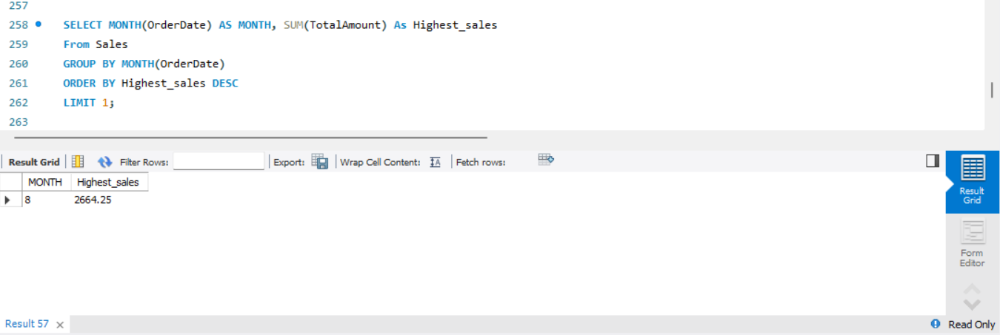 257
258 SELECT MONTH(OrderDate) AS MONTH, SUM(TotalAmount) As Highest_sales
259 From Sales
260 GROUP BY MONTH(OrderDate)
261 ORDER BY Highest_sales DESC
262 LIMIT 1;
263
Result Grid Filter Rows: Export: Wrap Cell Content: Fetch rows:
MONTH Highest_sales
8 2664.25
Result
Grid
Form
Editor
Result 57 Read Only